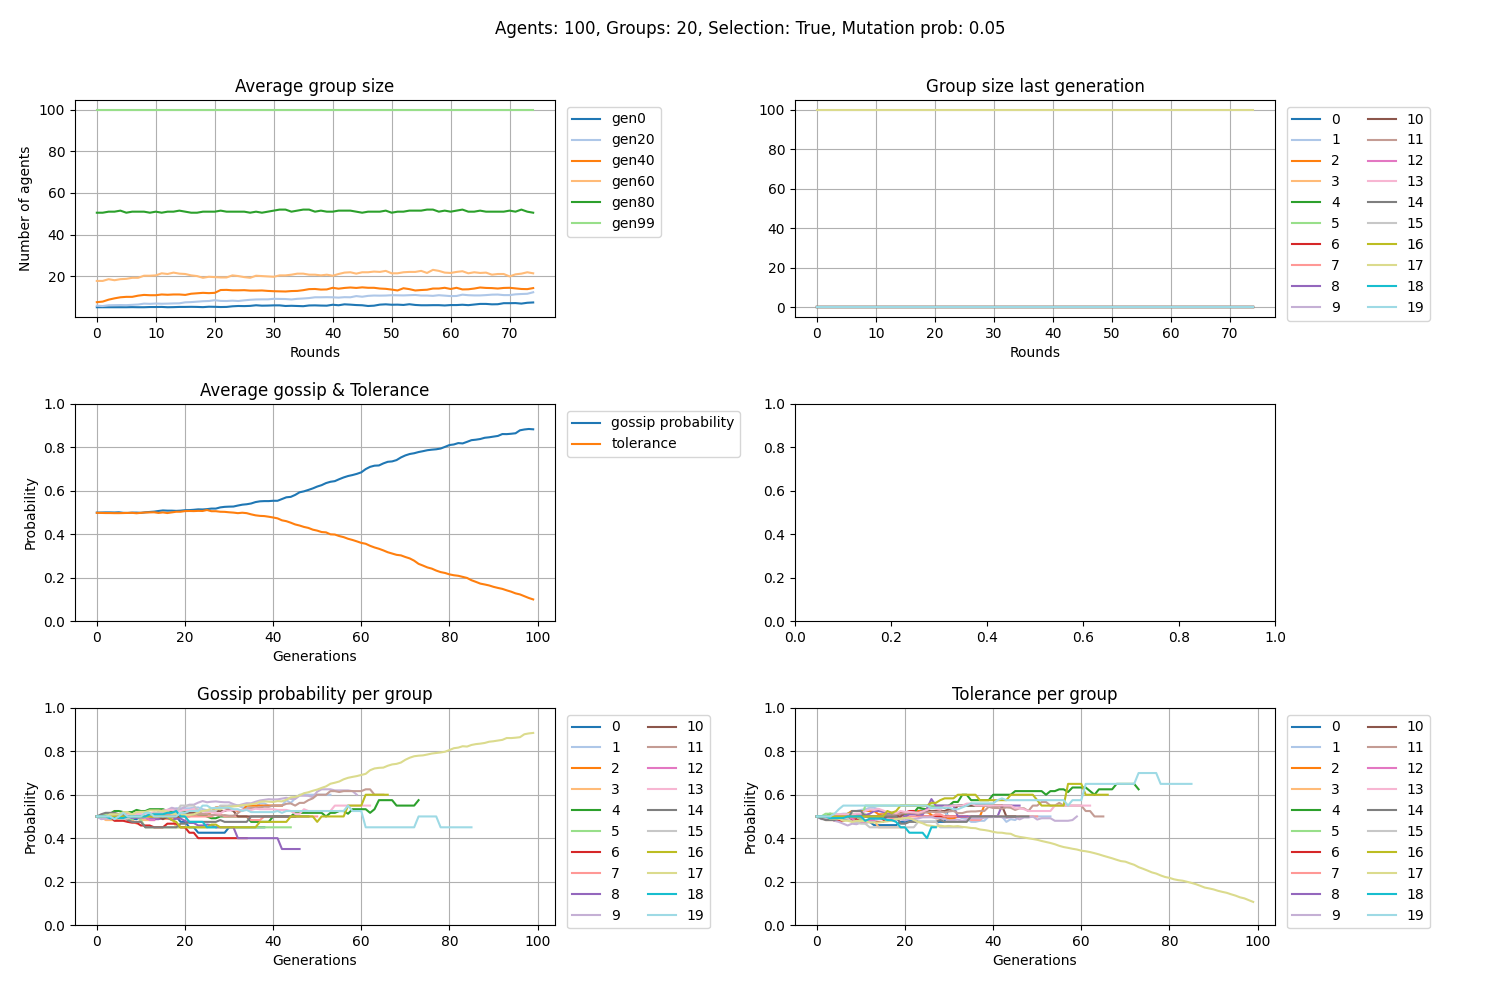 Agents: 100, Groups: 20, Selection: True, Mutation prob: 0.05
Average group size
Number of agents
100
80
60
40
20
0 10 20 30 40 50 60 70
Rounds
gen0
gen20
gen40
gen60
gen80
gen99
Group size last generation
100
80
60
40
20
0
0 10 20 30 40 50 60 70
Rounds
0 10
1 11
2 12
3 13
4 14
5 15
6 16
7 17
8 18
9 19
Average gossip & Tolerance
Probability
1.0
0.8
0.6
0.4
0.2
0.0
0 20 40 60 80 100
Generations
gossip probability
tolerance
1.0
0.8
0.6
0.4
0.2
0.0
0.0 0.2 0.4 0.6 0.8 1.0
Gossip probability per group
Probability
1.0
0.8
0.6
0.4
0.2
0.0
0 20 40 60 80 100
Generations
0 10
1 11
2 12
3 13
4 14
5 15
6 16
7 17
8 18
9 19
Tolerance per group
Probability
1.0
0.8
0.6
0.4
0.2
0.0
0 20 40 60 80 100
Generations
0 10
1 11
2 12
3 13
4 14
5 15
6 16
7 17
8 18
9 19